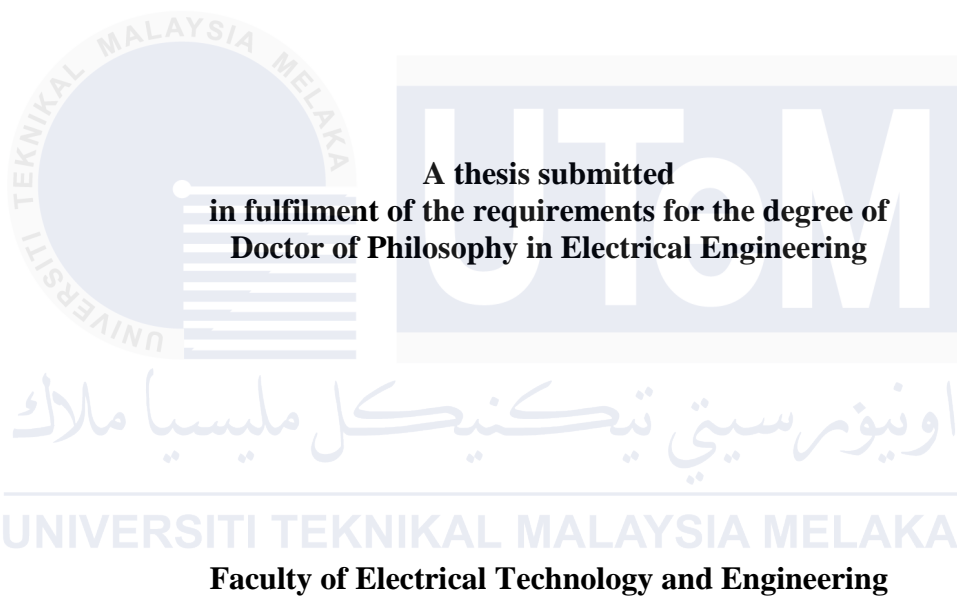 UNIVERSITI TEKNIKAL MALAYSIA MELAKA
UTeM
A thesis submitted
in fulfilment of the requirements for the degree of
Doctor of Philosophy in Electrical Engineering
اونيۏرسيتي تيكنيكل مليسيا ملاك
UNIVERSITI TEKNIKAL MALAYSIA MELAKA
Faculty of Electrical Technology and Engineering